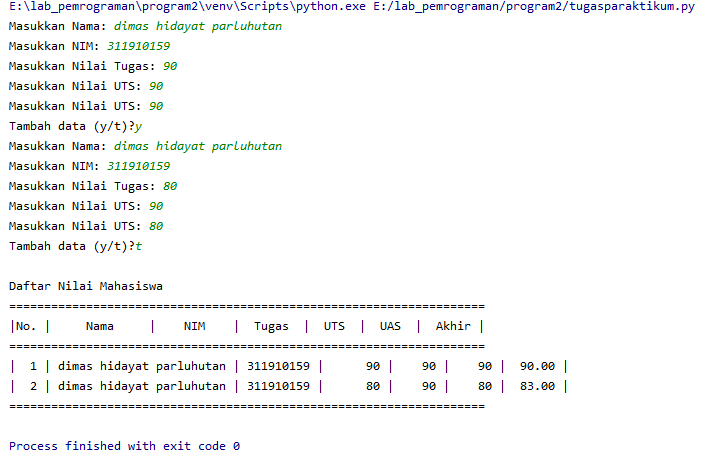 E:\lab_pemrograman\program2\venv\Scripts\python.exe E:/lab_pemrograman/program2/tugasparaktikum.py
Masukkan Nama: dimas hidayat parluhutan
Masukkan NIM: 311910159
Masukkan Nilai Tugas: 90
Masukkan Nilai UTS: 90
Masukkan Nilai UTS: 90
Tambah data (y/t)?y
Masukkan Nama: dimas hidayat parluhutan
Masukkan NIM: 311910159
Masukkan Nilai Tugas: 80
Masukkan Nilai UTS: 90
Masukkan Nilai UTS: 80
Tambah data (y/t)?t

Daftar Nilai Mahasiswa
====================================================================
|No. |     Nama     |    NIM    |  Tugas  |  UTS  |  UAS  |  Akhir |
====================================================================
|  1 | dimas hidayat parluhutan | 311910159 |      90 |    90 |    90 |  90.00 |
|  2 | dimas hidayat parluhutan | 311910159 |      80 |    90 |    80 |  83.00 |
====================================================================

Process finished with exit code 0